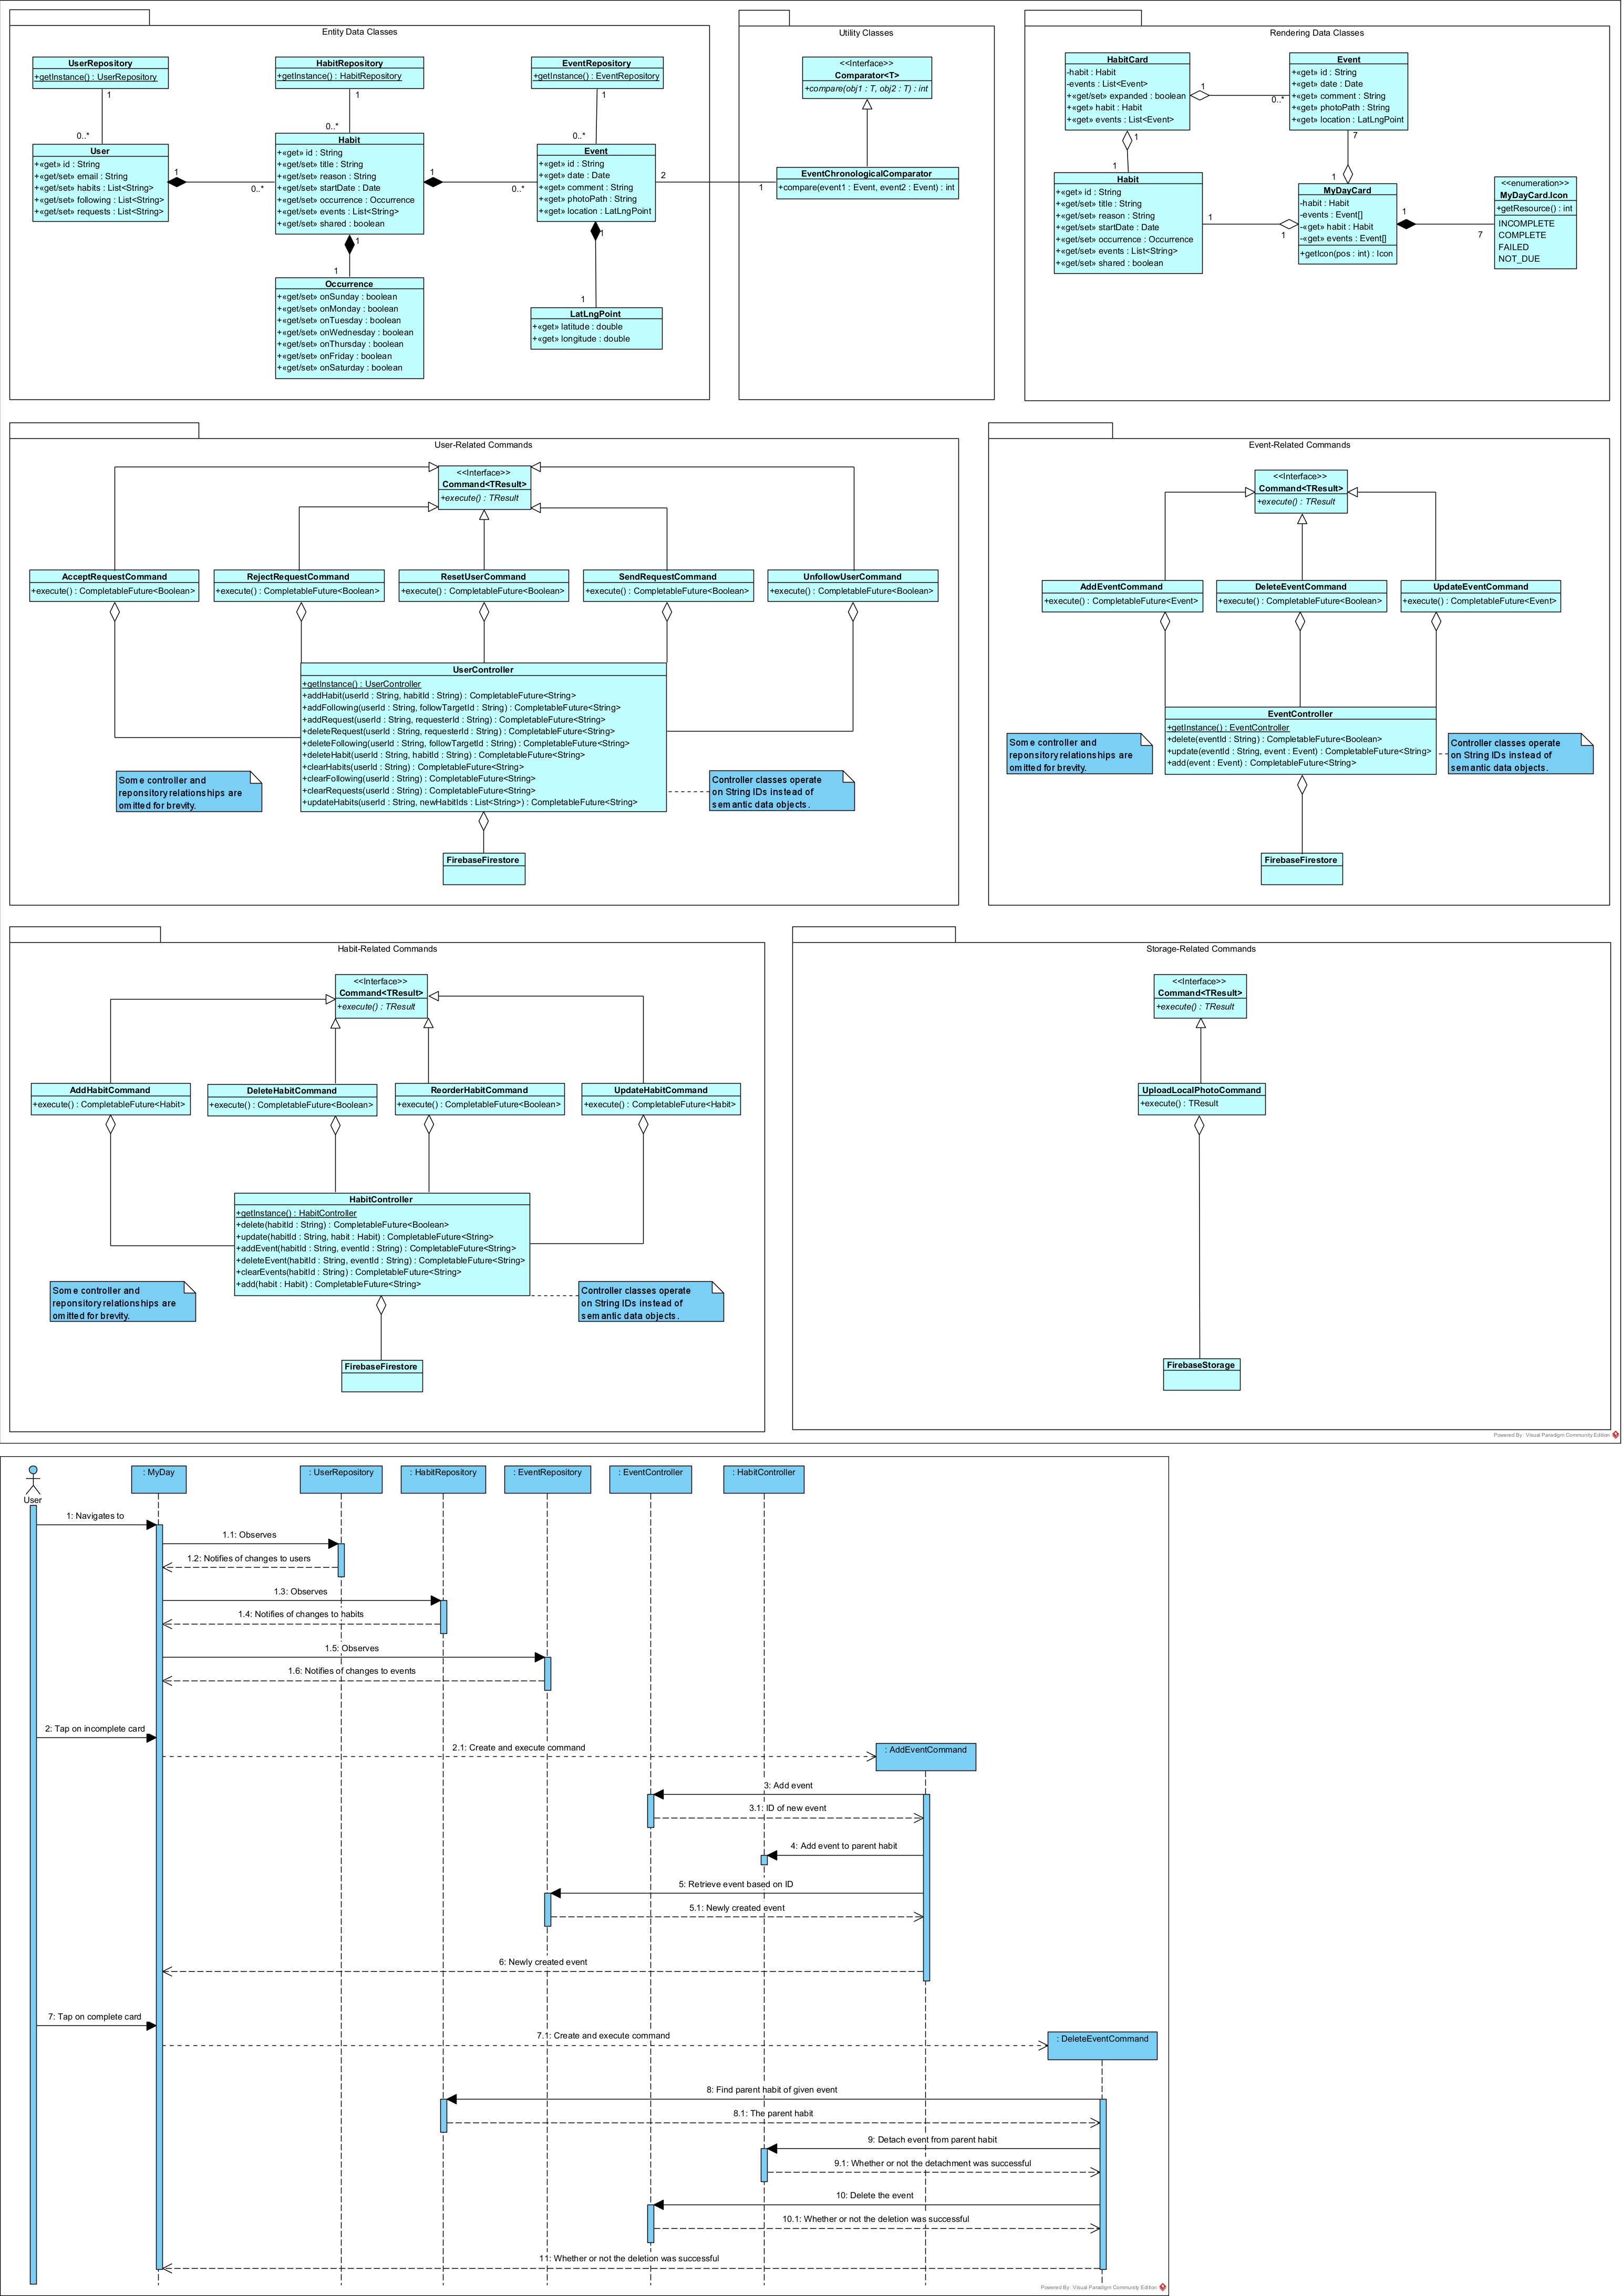 Entity Data Classes
UserRepository
+getInstance() : UserRepository
HabitRepository
+getInstance() : HabitRepository
EventRepository
+getInstance() : EventRepository
1
1
1
0..*
0..*
0..*
User
+«get» id : String
+«get/set» email : String
+«get/set» habits : List<String>
+«get/set» following : List<String>
+«get/set» requests : List<String>
1
0..*
Habit
+«get» id : String
+«get/set» title : String
+«get/set» reason : String
+«get/set» startDate : Date
+«get/set» occurrence : Occurrence
+«get/set» events : List<String>
+«get/set» shared : boolean
1
0..*
Event
+«get» id : String
+«get» date : Date
+«get» comment : String
+«get» photoPath : String
+«get» location : LatLngPoint
2
1
1
1
1
Occurrence
+«get/set» onSunday : boolean
+«get/set» onMonday : boolean
+«get/set» onTuesday : boolean
+«get/set» onWednesday : boolean
+«get/set» onThursday : boolean
+«get/set» onFriday : boolean
+«get/set» onSaturday : boolean
LatLngPoint
+«get» latitude : double
+«get» longitude : double
Utility Classes
<<Interface>>
Comparator<T>
+compare(obj1 : T, obj2 : T) : int
EventChronologicalComparator
+compare(event1 : Event, event2 : Event) : int
1
Rendering Data Classes
HabitCard
-habit : Habit
-events : List<Event>
+«get/set» expanded : boolean
+«get» habit : Habit
+«get» events : List<Event>
1
0..*
Event
+«get» id : String
+«get» date : Date
+«get» comment : String
+«get» photoPath : String
+«get» location : LatLngPoint
1
1
7
1
Habit
+«get» id : String
+«get/set» title : String
+«get/set» reason : String
+«get/set» startDate : Date
+«get/set» occurrence : Occurrence
+«get/set» events : List<String>
+«get/set» shared : boolean
1
1
MyDayCard
-habit : Habit
-events : Event[]
-«get» habit : Habit
-«get» events : Event[]
+getIcon(pos : int) : Icon
1
7
<<enumeration>>
MyDayCard.Icon
+getResource() : int
INCOMPLETE
COMPLETE
FAILED
NOT_DUE
User-Related Commands
<<Interface>>
Command<TResult>
+execute() : TResult
AcceptRequestCommand
+execute() : CompletableFuture<Boolean>
RejectRequestCommand
+execute() : CompletableFuture<Boolean>
ResetUserCommand
+execute() : CompletableFuture<Boolean>
SendRequestCommand
+execute() : CompletableFuture<Boolean>
UnfollowUserCommand
+execute() : CompletableFuture<Boolean>
UserController
+getInstance() : UserController
+addHabit(userId : String, habitId : String) : CompletableFuture<String>
+addFollowing(userId : String, followTargetId : String) : CompletableFuture<String>
+addRequest(userId : String, requesterId : String) : CompletableFuture<String>
+deleteRequest(userId : String, requesterId : String) : CompletableFuture<String>
+deleteFollowing(userId : String, followTargetId : String) : CompletableFuture<String>
+deleteHabit(userId : String, habitId : String) : CompletableFuture<String>
+clearHabits(userId : String) : CompletableFuture<String>
+clearFollowing(userId : String) : CompletableFuture<String>
+clearRequests(userId : String) : CompletableFuture<String>
+updateHabits(userId : String, newHabitIds : List<String>) : CompletableFuture<String>
Some controller and
reponsitory relationships are
omitted for brevity.
Controller classes operate
on String IDs instead of
semantic data objects.
FirebaseFirestore
Event-Related Commands
<<Interface>>
Command<TResult>
+execute() : TResult
AddEventCommand
+execute() : CompletableFuture<Event>
DeleteEventCommand
+execute() : CompletableFuture<Boolean>
UpdateEventCommand
+execute() : CompletableFuture<Event>
EventController
+getInstance() : EventController
+delete(eventId : String) : CompletableFuture<Boolean>
+update(eventId : String, event : Event) : CompletableFuture<String>
+add(event : Event) : CompletableFuture<String>
Some controller and
reponsitory relationships are
omitted for brevity.
Controller classes operate
on String IDs instead of
semantic data objects.
FirebaseFirestore
Habit-Related Commands
<<Interface>>
Command<TResult>
+execute() : TResult
AddHabitCommand
+execute() : CompletableFuture<Habit>
DeleteHabitCommand
+execute() : CompletableFuture<Boolean>
ReorderHabitCommand
+execute() : CompletableFuture<Boolean>
UpdateHabitCommand
+execute() : CompletableFuture<Habit>
HabitController
+getInstance() : HabitController
+delete(habitId : String) : CompletableFuture<Boolean>
+update(habitId : String, habit : Habit) : CompletableFuture<String>
+addEvent(habitId : String, eventId : String) : CompletableFuture<String>
+deleteEvent(habitId : String, eventId : String) : CompletableFuture<String>
+clearEvents(habitId : String) : CompletableFuture<String>
+add(habit : Habit) : CompletableFuture<String>
Some controller and
reponsitory relationships are
omitted for brevity.
Controller classes operate
on String IDs instead of
semantic data objects.
FirebaseFirestore
Storage-Related Commands
<<Interface>>
Command<TResult>
+execute() : TResult
UploadLocalPhotoCommand
+execute() : TResult
FirebaseStorage
Powered By Visual Paradigm Community Edition
User
: MyDay
: UserRepository
: HabitRepository
: EventRepository
: EventController
: HabitController
1: Navigates to
1.1: Observes
1.2: Notifies of changes to users
1.3: Observes
1.4: Notifies of changes to habits
1.5: Observes
1.6: Notifies of changes to events
2: Tap on incomplete card
2.1: Create and execute command
: AddEventCommand
3: Add event
3.1: ID of new event
4: Add event to parent habit
5: Retrieve event based on ID
5.1: Newly created event
6: Newly created event
7: Tap on complete card
7.1: Create and execute command
: DeleteEventCommand
8: Find parent habit of given event
8.1: The parent habit
9: Detach event from parent habit
9.1: Whether or not the detachment was successful
10: Delete the event
10.1: Whether or not the deletion was successful
11: Whether or not the deletion was successful
Powered By Visual Paradigm Community Edition